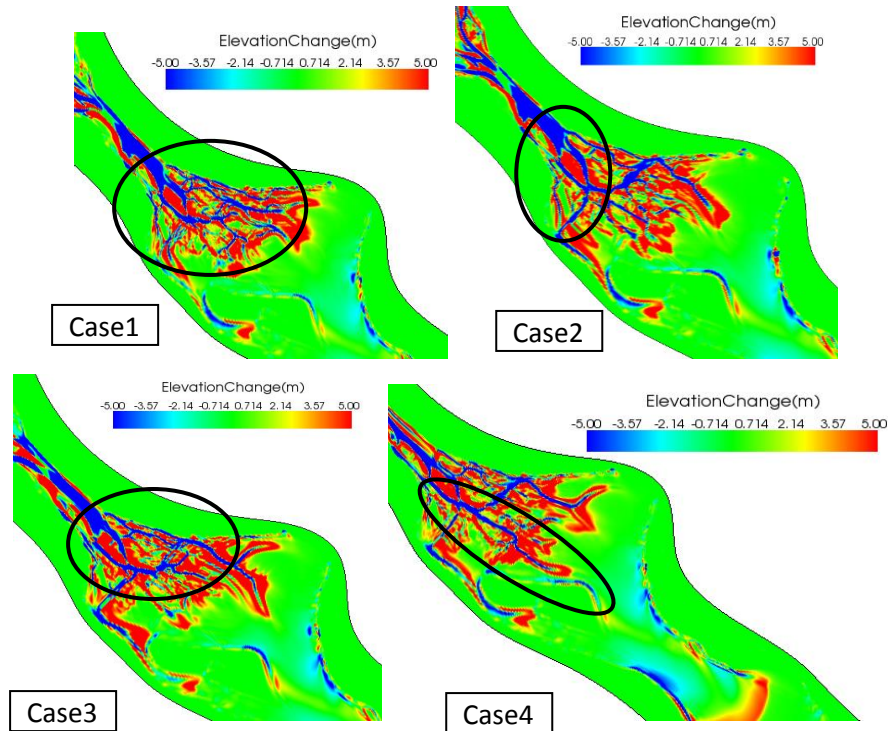 ElevationChange(m)
-5.00 -3.57 -2.14 -0.714 0.714 2.14 3.57 5.00
Case1
ElevationChange(m)
-5.00 -3.57 -2.14 -0.714 0.714 2.14 3.57 5.00
Case2
ElevationChange(m)
-5.00 -3.57 -2.14 -0.714 0.714 2.14 3.57 5.00
Case3
ElevationChange(m)
-5.00 -3.57 -2.14 -0.714 0.714 2.14 3.57 5.00
Case4